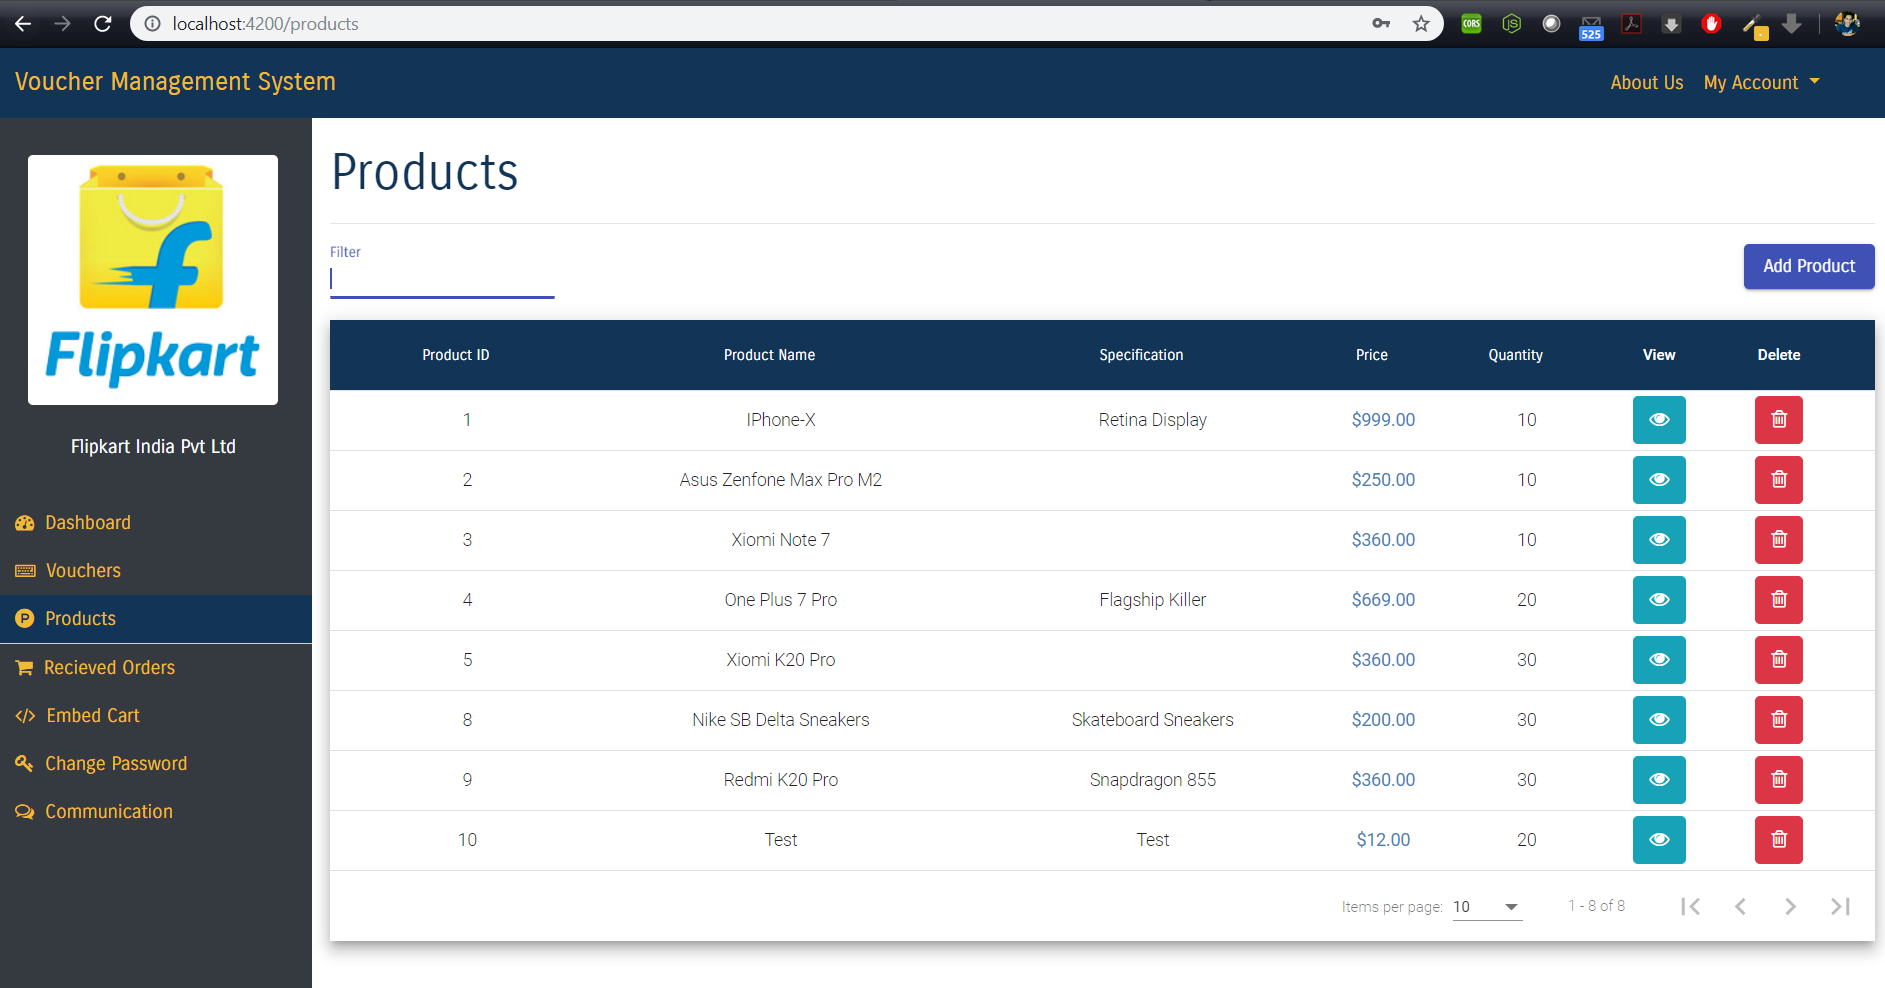 localhost:4200/products
CORS
JS
525
Voucher Management System
About Us
My Account
Flipkart
Flipkart India Pvt Ltd
Dashboard
Vouchers
P Products
Recieved Orders
</> Embed Cart
Change Password
Communication
Products
Filter
Add Product
Product ID Product Name Specification Price Quantity View Delete
1 IPhone-X Retina Display $999.00 10
2 Asus Zenfone Max Pro M2 $250.00 10
3 Xiomi Note 7 $360.00 10
4 One Plus 7 Pro Flagship Killer $669.00 20
5 Xiomi K20 Pro $360.00 30
8 Nike SB Delta Sneakers Skateboard Sneakers $200.00 30
9 Redmi K20 Pro Snapdragon 855 $360.00 30
10 Test Test $12.00 20
Items per page: 10 1 - 8 of 8